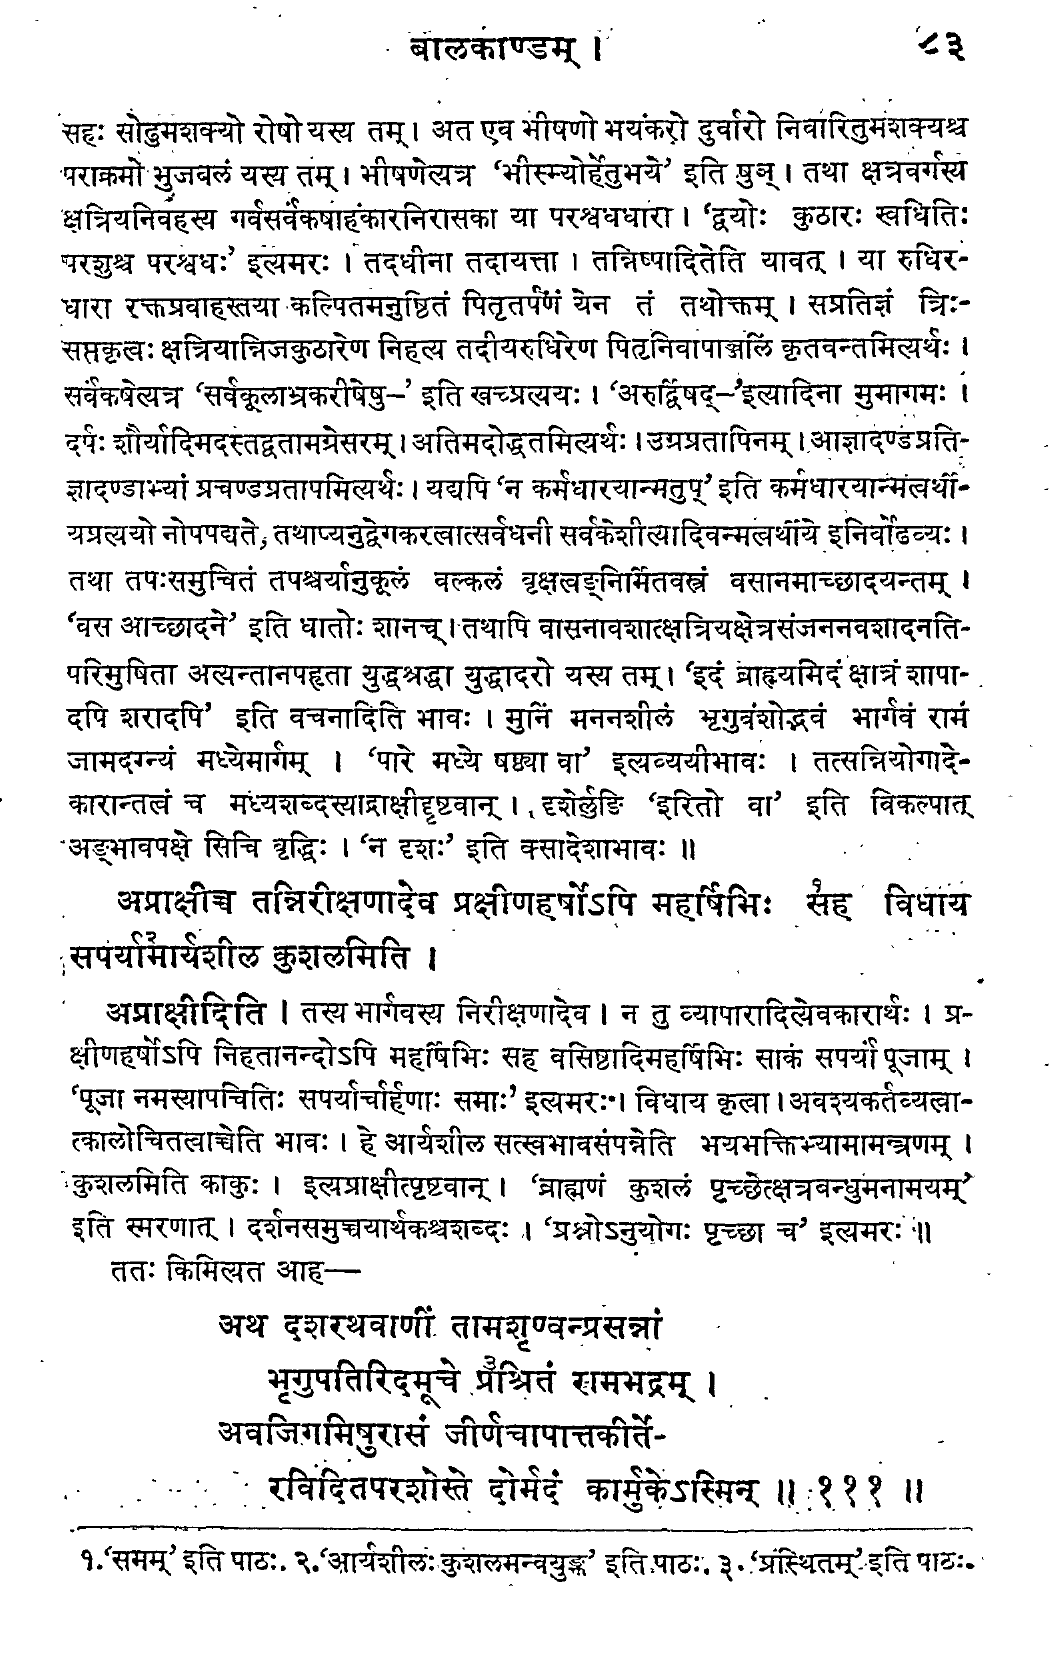 बालकाण्डम् ।
८३
सहः सोढुमशक्यो रोषो यस्य तम्। अत एव भीषणो भयंकरो दुर्वारो निवारितुमशक्यश्च
पराक्रमो भुजबलं यस्य तम्। भीषणेत्यत्र ‘भीस्म्योर्हेतुभये’ इति षुञ्। तथा क्षत्रवर्गस्य
क्षत्रियनिवहस्य गर्वसर्वंकषाहंकारनिरासका या परश्वधधारा। ‘द्वयोः कुठारः स्वधितिः
परशुश्च परश्वधः’ इत्यमरः । तदधीना तदायत्ता । तन्निष्पादितेति यावत् । या रुधिर-
धारा रक्तप्रवाहस्तया कल्पितमनुष्ठितं पितृतर्पणं येन तं तथोक्तम् । सप्रतिज्ञं त्रिः-
सप्तकृत्वः क्षत्रियान्निजकुठारेण निहत्य तदीयरुधिरेण पितृनिवापाञ्जलिं कृतवन्तमित्यर्थः ।
सर्वंकषेत्यत्र ‘सर्वकूलाभ्रकरीषेषु–’ इति खच्प्रत्ययः। ‘अरुर्द्विषद्–’इत्यादिना मुमागमः ।
दर्पः शौर्यादिमदस्तद्वतामग्रेसरम्। अतिमदोद्धतमित्यर्थः। उग्रप्रतापिनम्। आज्ञादण्डप्रति-
ज्ञादण्डाभ्यां प्रचण्डप्रतापमित्यर्थः। यद्यपि ‘न कर्मधारयान्मतुप्’ इति कर्मधारयान्मत्वर्थी-
यप्रत्ययो नोपपद्यते, तथाप्यनुद्वेगकरत्वात्सर्वधनी सर्वकेशीत्यादिवन्मत्वर्थीये इनिर्वोढव्यः।
तथा तपःसमुचितं तपश्चर्यानुकूलं वल्कलं वृक्षत्वङ्निर्मितवस्त्रं वसानमाच्छादयन्तम् ।
‘वस आच्छादने’ इति धातोः शानच्। तथापि वासनावशात्क्षत्रियक्षेत्रसंजननवशादनति-
परिमुषिता अत्यन्तानपहृता युद्धश्रद्धा युद्धादरो यस्य तम्। ‘इदं ब्राह्यमिदं क्षात्रं शापा-
दपि शरादपि’ इति वचनादिति भावः । मुनिं मननशीलं भृगुवंशोद्भवं भार्गवं रामं
जामदग्न्यं मध्येमार्गम् । ‘पारे मध्ये षष्ठ्या वा’ इत्यव्ययीभावः । तत्सन्नियोगादे-
कारान्तत्वं च मध्यशब्दस्याद्राक्षीद्दृष्टवान् । दृशेर्लुङि ‘इरितो वा’ इति विकल्पात्
अङ्भावपक्षे सिचि वृद्धिः । ‘न दृशः’ इति क्सादेशाभावः ॥
अप्राक्षीच्च तन्निरीक्षणादेव प्रक्षीणहर्षोऽपि महर्षिभिः सह१ विधाय
सपर्यामार्यशील२ कुशलमिति ।
अप्राक्षीदिति । तस्य भार्गवस्य निरीक्षणादेव । न तु व्यापारादित्येवकारार्थः । प्र-
क्षीणहर्षोऽपि निहतानन्दोऽपि महर्षिभिः सह वसिष्ठादिमहर्षिभिः साकं सपर्यां पूजाम् ।
‘पूजा नमस्यापचितिः सपर्यार्चार्हणाः समाः’ इत्यमरः। विधाय कृत्वा। अवश्यकर्तव्यत्वा-
त्कालोचितत्वाच्चेति भावः । हे आर्यशील सत्स्वभावसंपन्नेति भयभक्तिभ्यामामन्त्रणम् ।
कुशलमिति काकुः । इत्यप्राक्षीत्पृष्टवान् । ‘ब्राह्मणं कुशलं पृच्छेत्क्षत्रबन्धुमनामयम्’
इति स्मरणात् । दर्शनसमुच्चयार्थकश्चशब्दः । ‘प्रश्नोऽनुयोगः पृच्छा च’ इत्यमरः ॥
ततः किमित्यत आह—
अथ दशरथवाणीं तामशृण्वन्प्रसन्नां
भृगुपतिरिदमूचे प्रश्रितं३ रामभद्रम् ।
अवजिगमिषुरासं जीर्णचापात्तकीर्ते-
रविदितपरशोस्ते दोर्मदं कार्मुकेऽस्मिन् ॥ १११ ॥
१. ‘समम्’ इति पाठः. २. ‘आर्यशीलः कुशलमन्वयुङ्क्त’ इति पाठः. ३. ‘प्रस्थितम्’ इति पाठः.